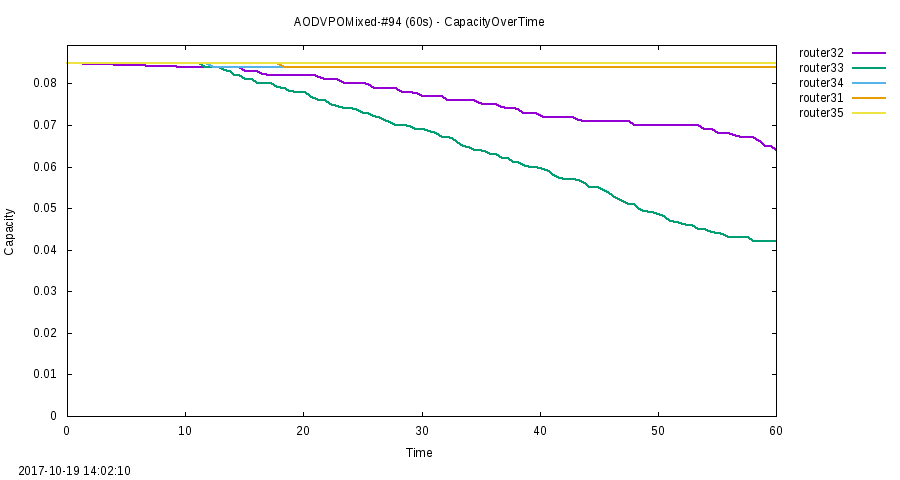 AODVPOMixed-#94 (60s) - CapacityOverTime
router32
router33
router34
router31
router35
0.08
0.07
0.06
0.05
0.04
0.03
0.02
0.01
0
Capacity
0 10 20 30 40 50 60
Time
2017-10-19 14:02:10